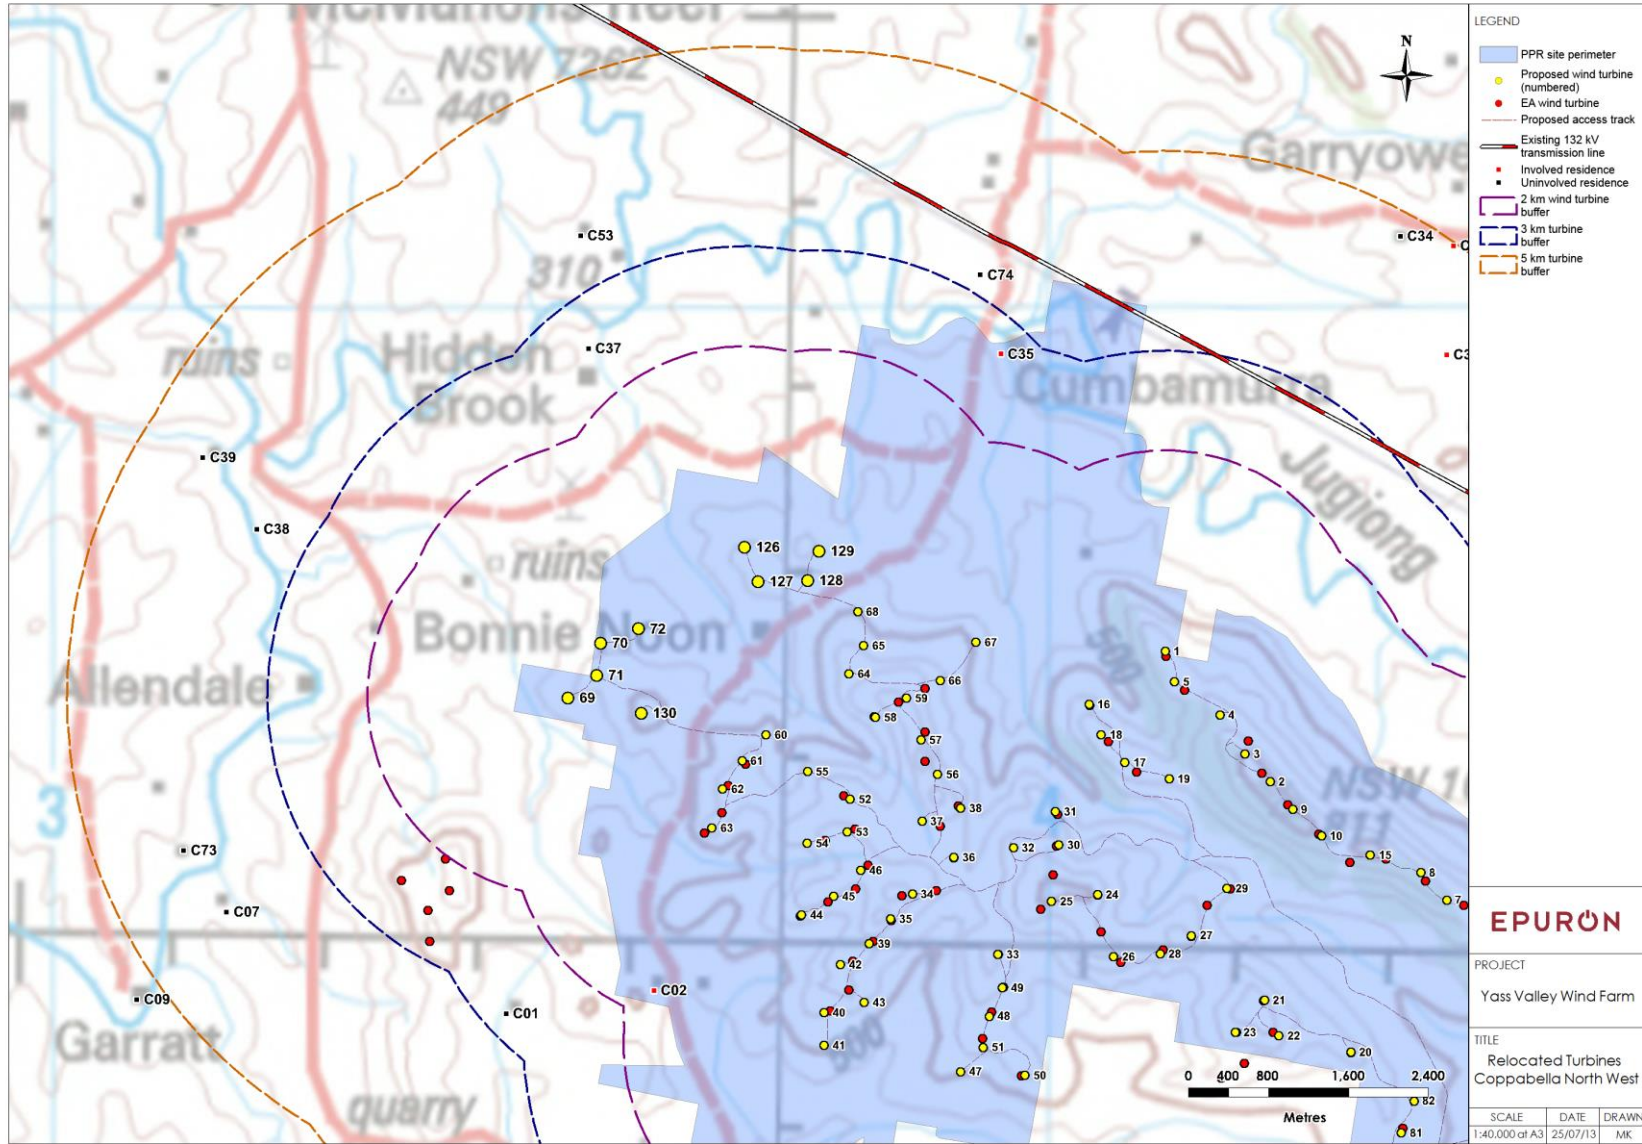 McMahons Reef
NSW 7262
449
Garryowe
C53
C74
C34
C
310
ruins
Hidden
Brook
C37
C35
C3
Cumbamurra
C39
Jugiong
C38
ruins
126
129
127
128
68
Bonnie Noon
72
70
65
67
500
1
71
64
66
5
Allendale
69
130
59
58
16
4
60
57
18
3
61
55
56
17
19
2
NSW 1
811
62
52
38
31
9
3
63
53
37
10
54
36
32
30
15
C73
46
8
45
34
24
29
7
C07
44
35
25
39
27
42
33
26
28
C02
49
C09
C01
43
21
40
48
Garratt
500
41
51
23
22
20
47
50
quarry
82
81
0 400 800 1,600 2,400
Metres
N
LEGEND
PPR site perimeter
Proposed wind turbine
(numbered)
EA wind turbine
Proposed access track
Existing 132 kV
transmission line
Involved residence
Uninvolved residence
2 km wind turbine
buffer
3 km turbine
buffer
5 km turbine
buffer
EPURON
PROJECT
Yass Valley Wind Farm
TITLE
Relocated Turbines
Coppabella North West
SCALE DATE DRAWN
1:40,000 at A3 25/07/13 MK